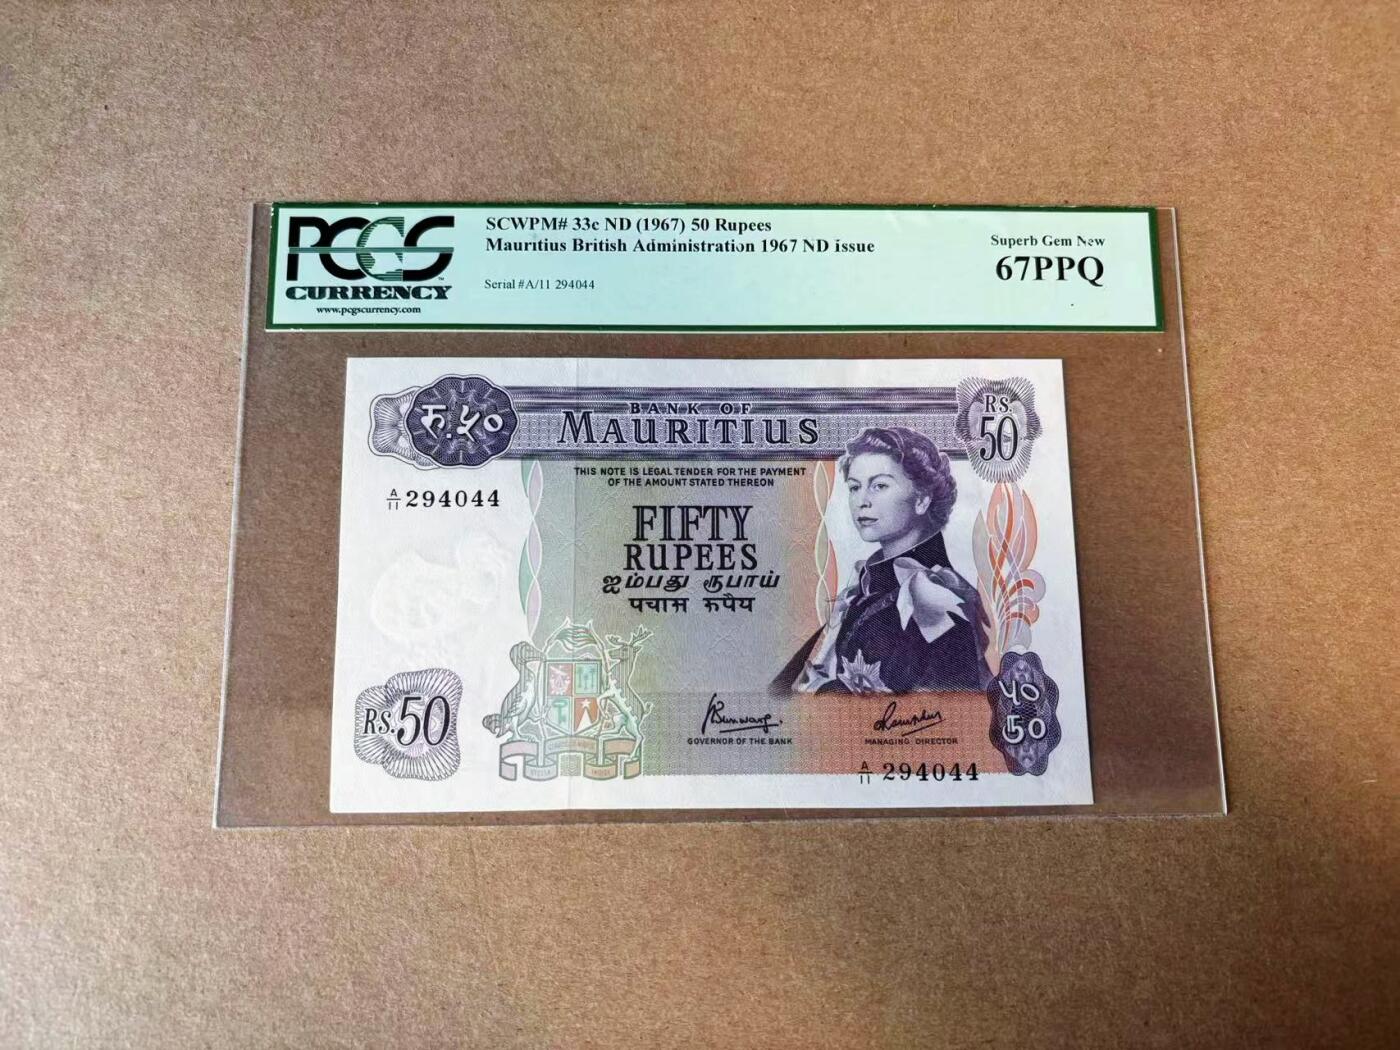 PCGS
CURRENCY
www.pcgscurrency.com
SCWPM# 33c ND (1967) 50 Rupees
Mauritius British Administration 1967 ND issue
Serial #A/11 294044
Superb Gem New
67PPQ
रु.५०
BANK OF
MAURITIUS
RS.
50
THIS NOTE IS LEGAL TENDER FOR THE PAYMENT
OF THE AMOUNT STATED THEREON
A/11 294044
FIFTY
RUPEES
ஐம்பது ரூபாய்
पचास रूपैय
RS.50
GOVERNOR OF THE BANK
MANAGING DIRECTOR
A/11 294044
५०
50